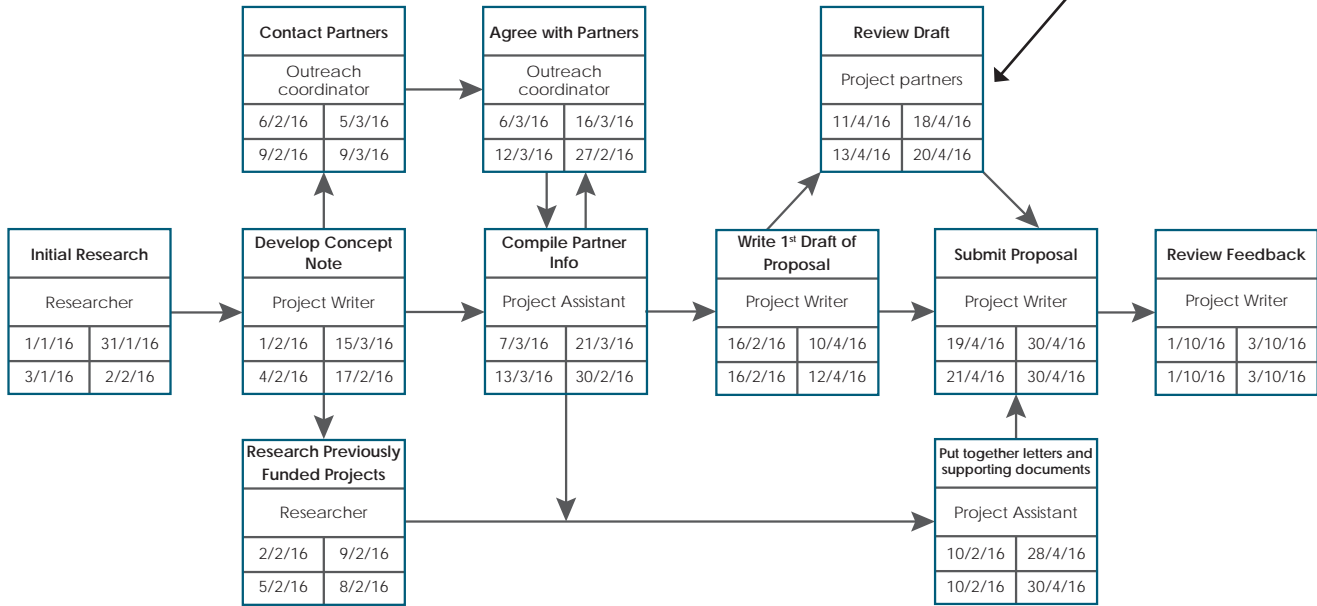 Contact Partners
Outreach
coordinator
6/2/16 5/3/16
9/2/16 9/3/16
Agree with Partners
Outreach
coordinator
6/3/16 16/3/16
12/3/16 27/2/16
Review Draft
Project partners
11/4/16 18/4/16
13/4/16 20/4/16
Initial Research
Researcher
1/1/16 31/1/16
3/1/16 2/2/16
Develop Concept
Note
Project Writer
1/2/16 15/3/16
4/2/16 17/2/16
Compile Partner
Info
Project Assistant
7/3/16 21/3/16
13/3/16 30/2/16
Write 1st Draft of
Proposal
Project Writer
16/2/16 10/4/16
16/2/16 12/4/16
Submit Proposal
Project Writer
19/4/16 30/4/16
21/4/16 30/4/16
Review Feedback
Project Writer
1/10/16 3/10/16
1/10/16 3/10/16
Research Previously
Funded Projects
Researcher
2/2/16 9/2/16
5/2/16 8/2/16
Put together letters and
supporting documents
Project Assistant
10/2/16 28/4/16
10/2/16 30/4/16